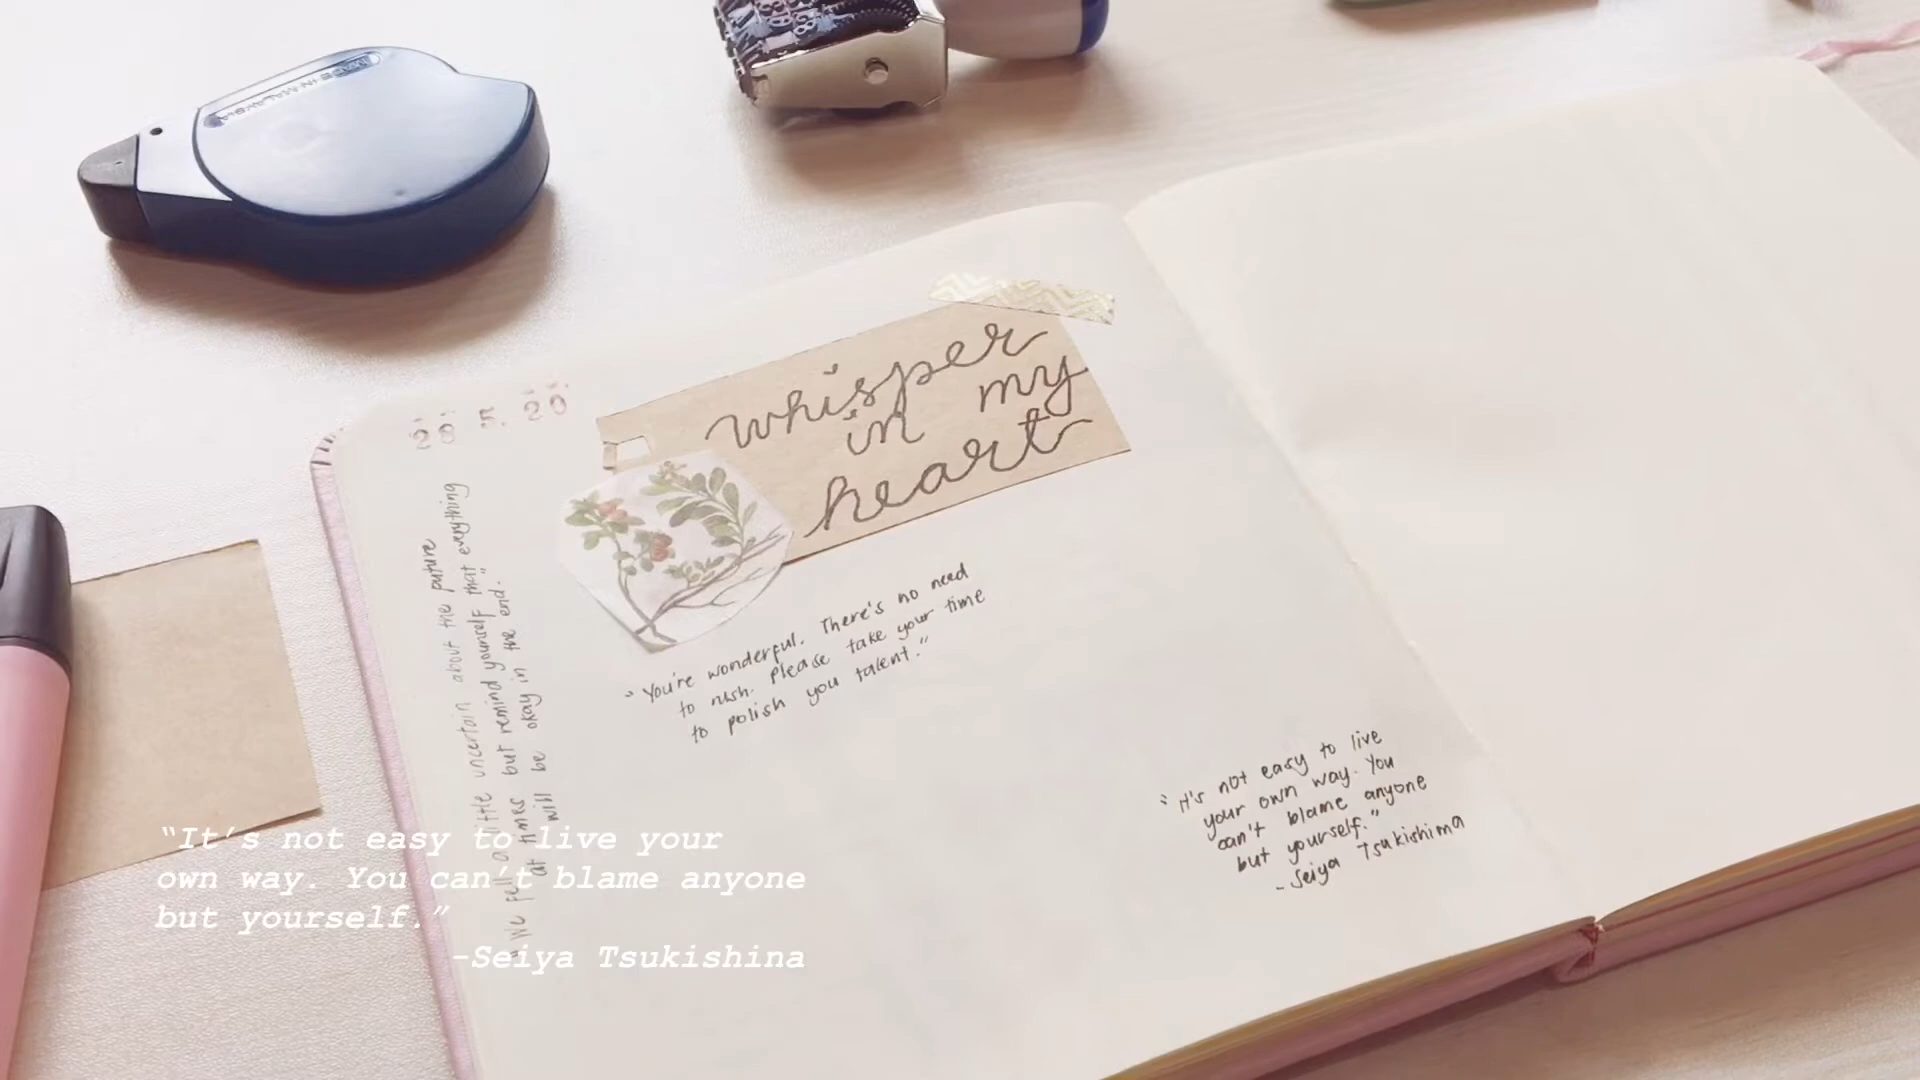 28. 5. 20
whisper
in my
heart
"We fell a little uncertain about the future
at times but remind yourself that everything
will be okay in the end."
"You're wonderful. There's no need
to rush. Please take your time
to polish you talent."
"It's not easy to live
your own way. You
can't blame anyone
but yourself."
- Seiya Tsukishima
“It’s not easy to live your
own way. You can’t blame anyone
but yourself.”
-Seiya Tsukishina